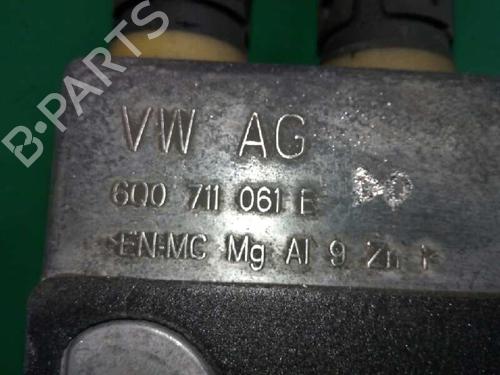 VW AG
6Q0 711 061 E
>EN-MC Mg Al 9 Zn 1<
B-PARTS